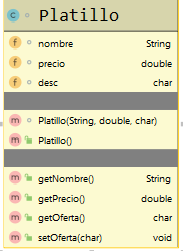 C Platillo
f nombre String
f precio double
f desc char
m Platillo(String, double, char)
m Platillo()
m getNombre() String
m getPrecio() double
m getOferta() char
m setOferta(char) void